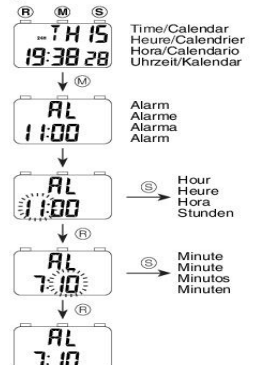 R M S
TH 15
19:38 28
Time/Calendar
Heure/Calendrier
Hora/Calendario
Uhrzeit/Kalendar
M
AL
11:00
Alarm
Alarme
Alarma
Alarm
AL
11:00
S
Hour
Heure
Hora
Stunden
R
AL
7:10
S
Minute
Minute
Minutos
Minuten
R
AL
7:10